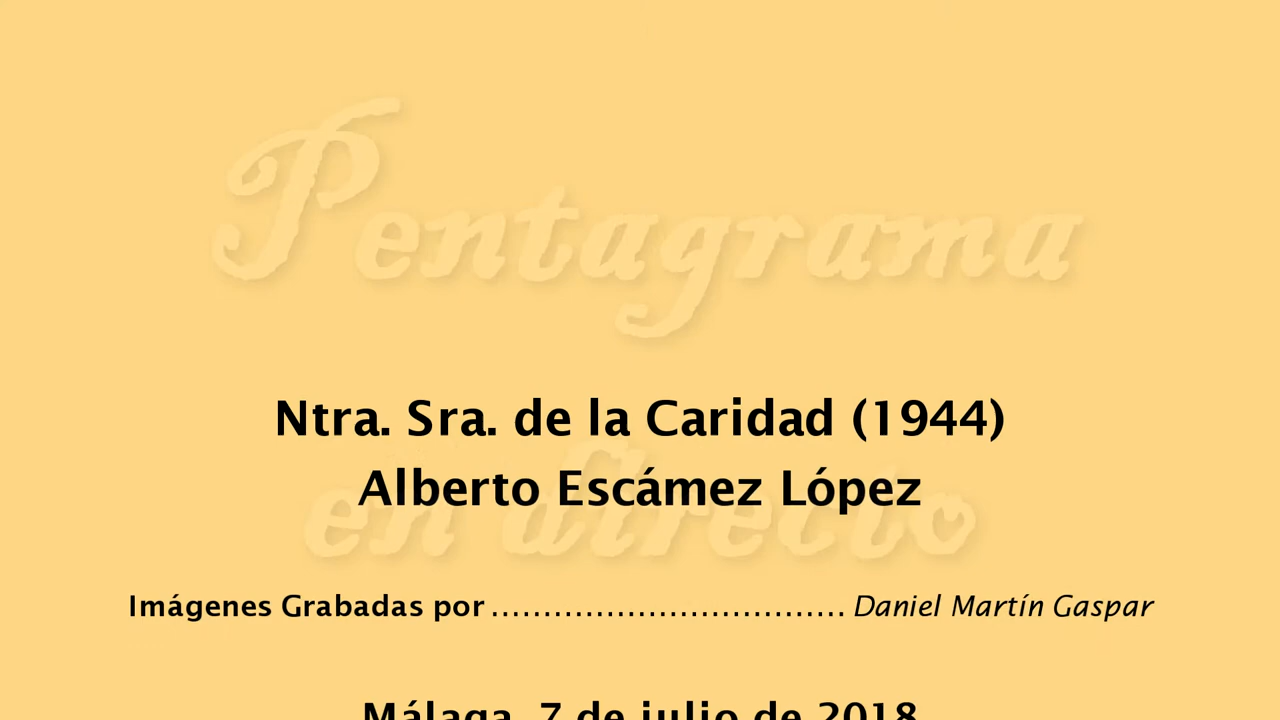 Pentagrama
Ntra. Sra. de la Caridad (1944)
Alberto Escámez López
en directo
Imágenes Grabadas por .................................. Daniel Martín Gaspar
Málaga, 7 de julio de 2018